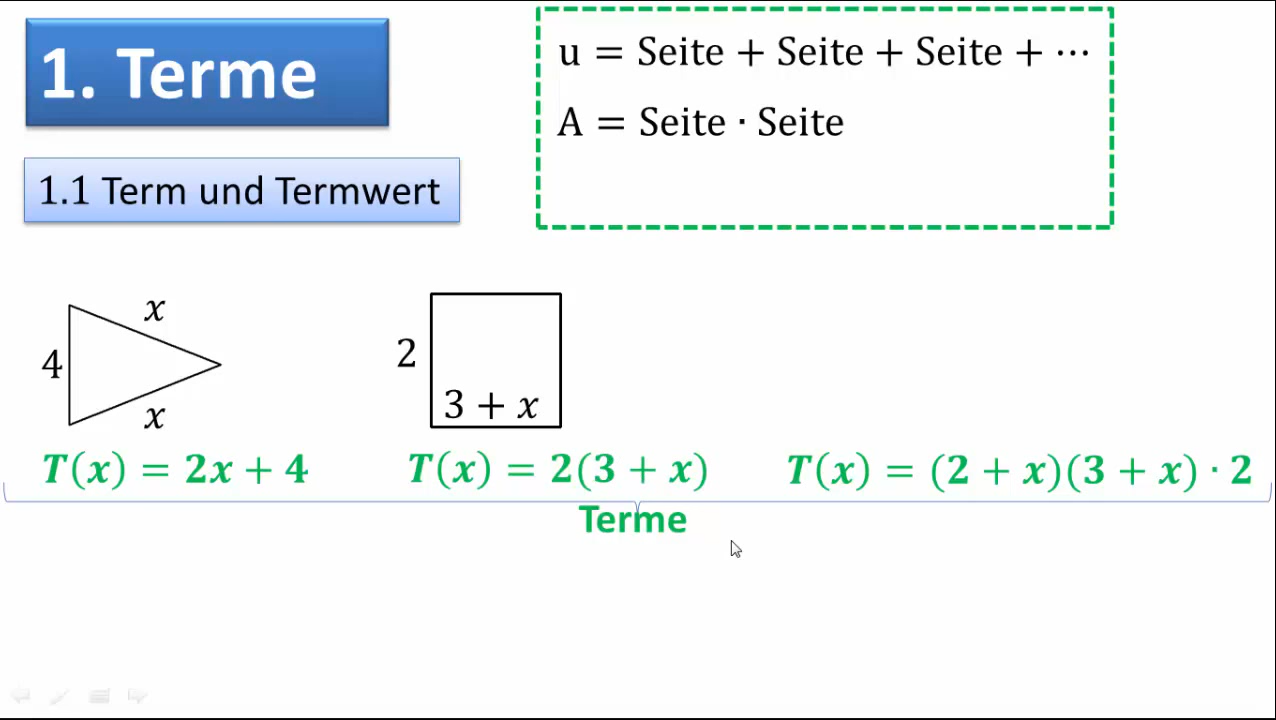 1. Terme
u = Seite + Seite + Seite + ⋯
A = Seite · Seite
1.1 Term und Termwert
x
4
x
2
3 + x
T(x) = 2x + 4
T(x) = 2(3 + x)
T(x) = (2 + x)(3 + x) · 2
Terme